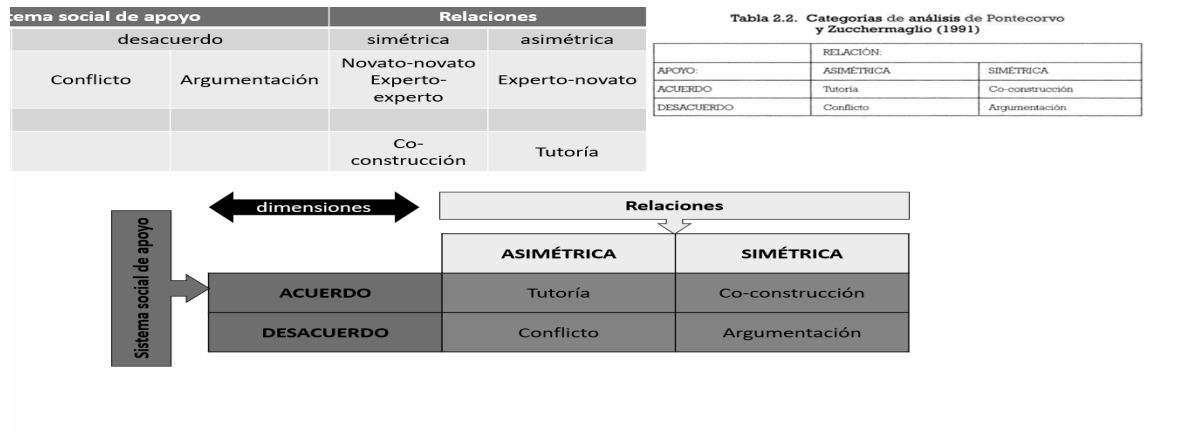 tema social de apoyo Relaciones
desacuerdo simétrica asimétrica
Conflicto Argumentación Novato-novato Experto-novato
Experto-
experto
Co- Tutoría
construcción
Tabla 2.2. Categorías de análisis de Pontecorvo
y Zucchermaglio (1991)
RELACIÓN:
APOYO: ASIMÉTRICA SIMÉTRICA
ACUERDO Tutoría Co-construcción
DESACUERDO Conflicto Argumentación
dimensiones Relaciones
Sistema social de apoyo
ASIMÉTRICA SIMÉTRICA
ACUERDO Tutoría Co-construcción
DESACUERDO Conflicto Argumentación